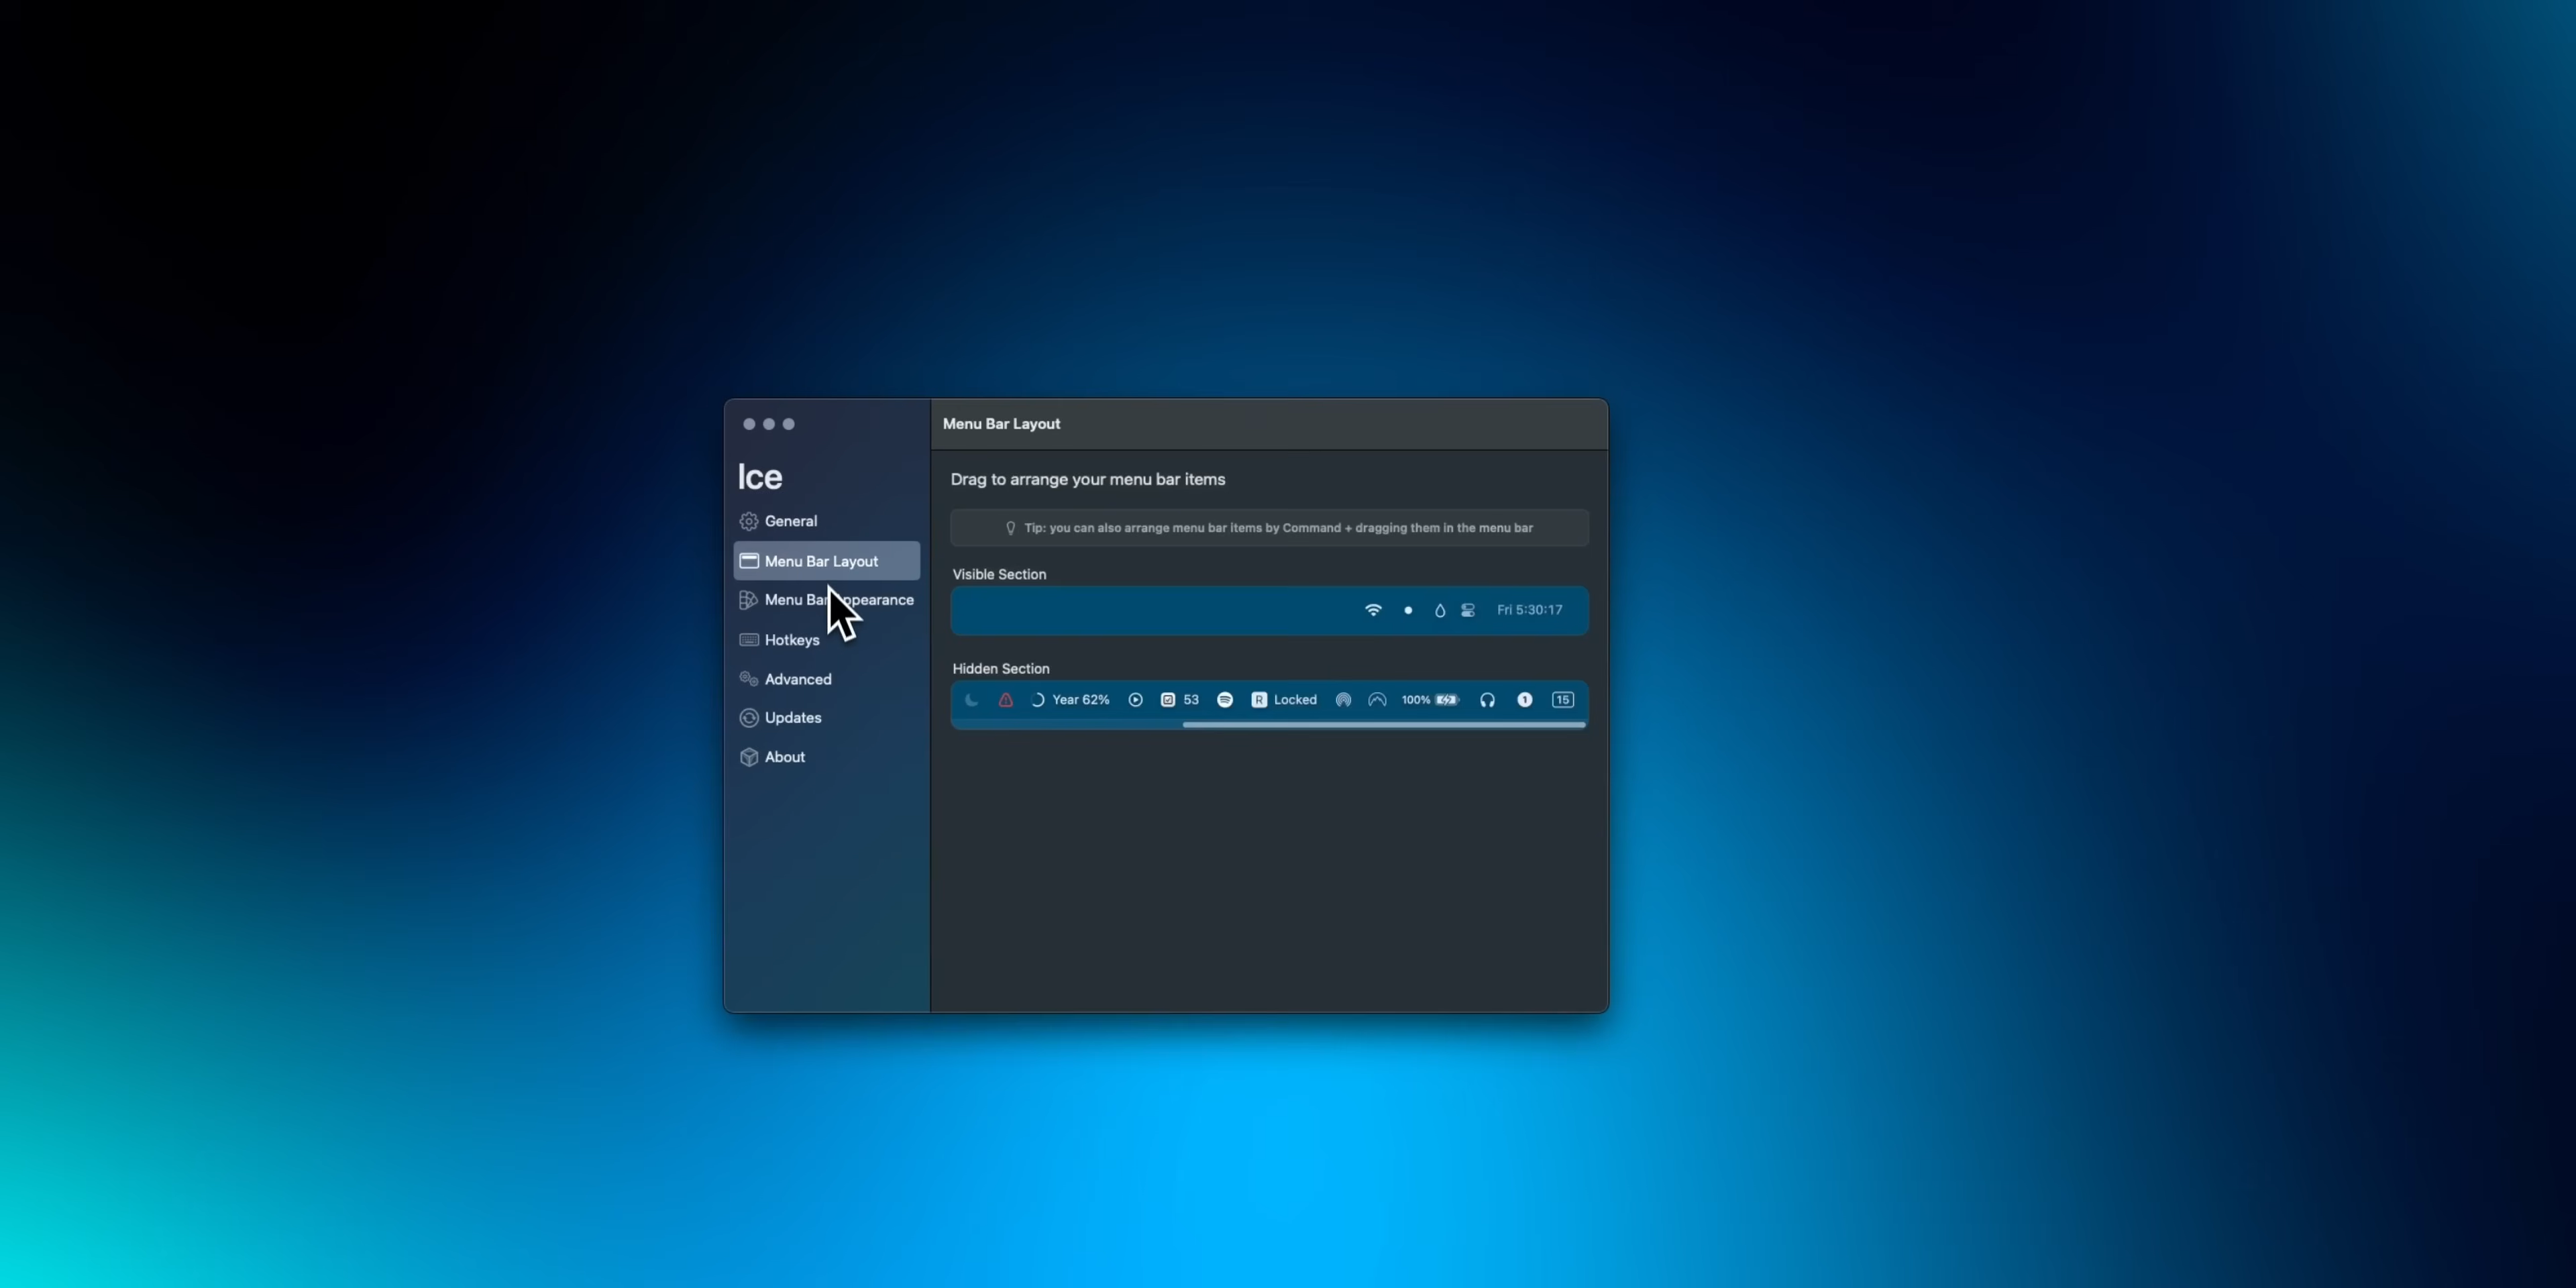 Ice
General
Menu Bar Layout
Menu Bar Appearance
Hotkeys
Advanced
Updates
About
Menu Bar Layout
Drag to arrange your menu bar items
Tip: you can also arrange menu bar items by Command + dragging them in the menu bar
Visible Section
Fri 5:30:17
Hidden Section
Year 62% 53 R Locked 100% 1 15